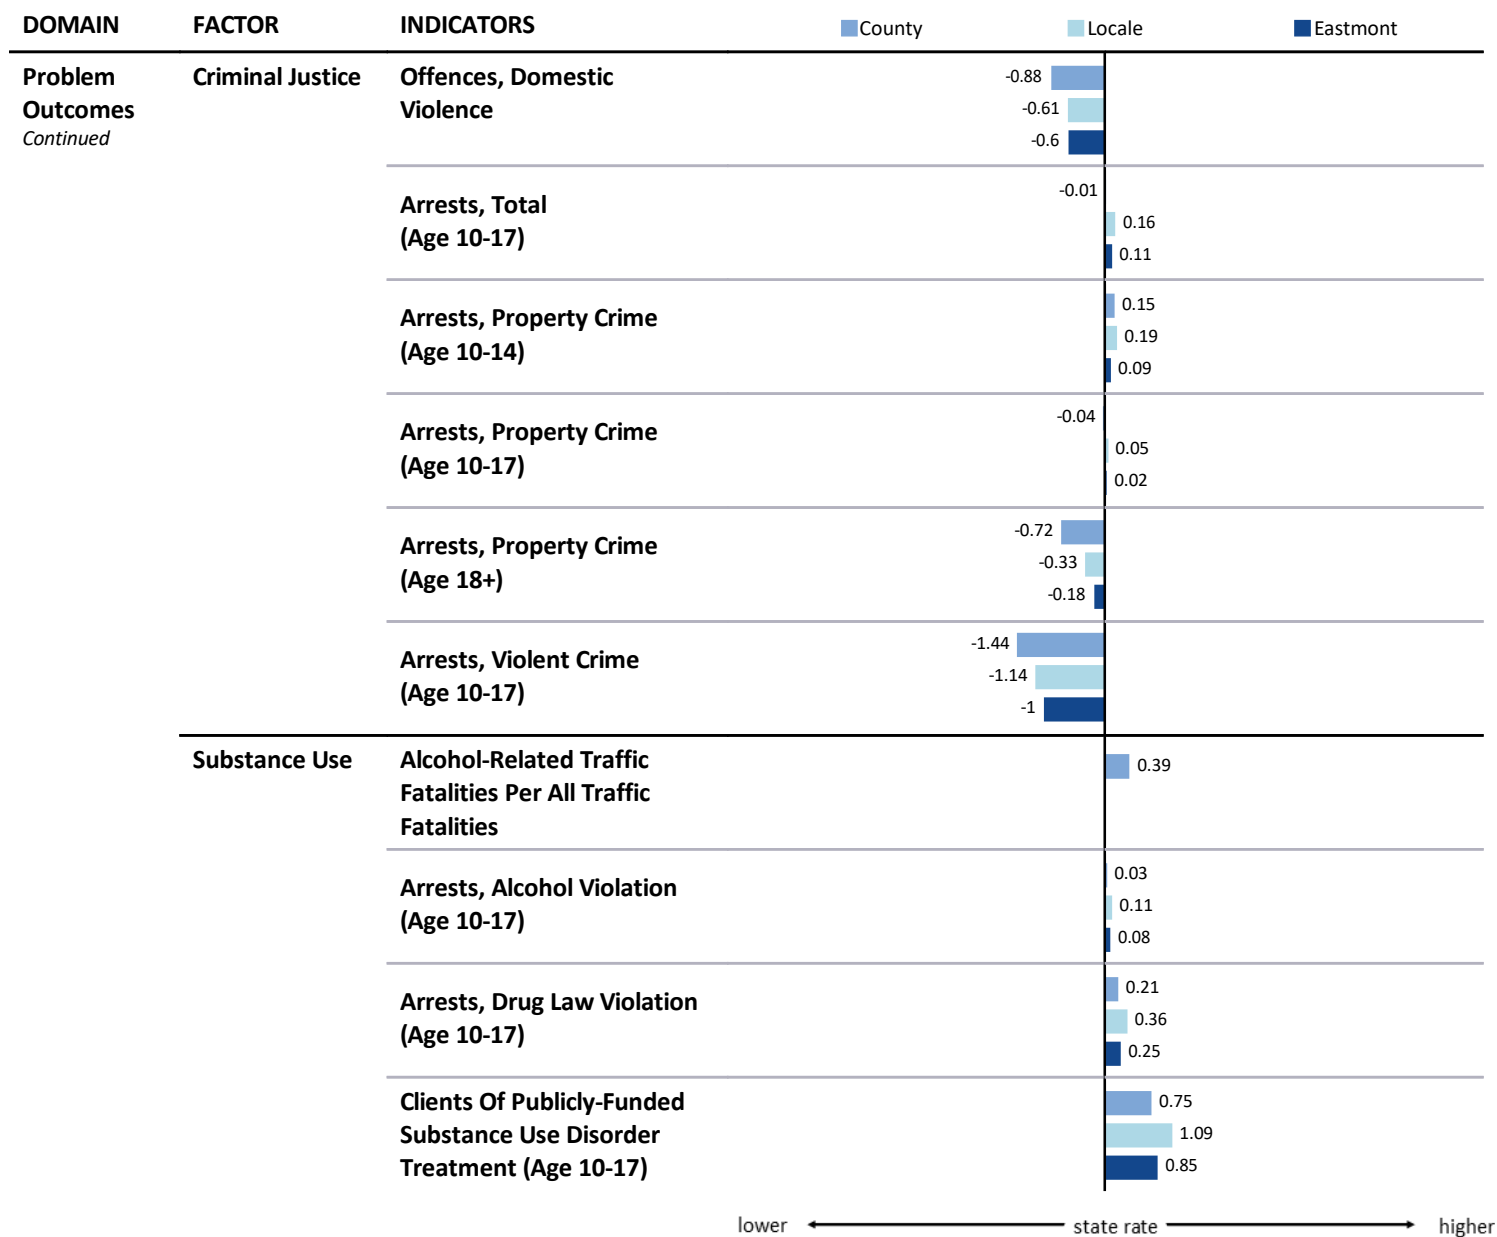 DOMAIN FACTOR INDICATORS County Locale Eastmont
Problem Outcomes
Continued
Criminal Justice
Offences, Domestic
Violence
-0.88
-0.61
-0.6
Arrests, Total
(Age 10-17)
-0.01
0.16
0.11
Arrests, Property Crime
(Age 10-14)
0.15
0.19
0.09
Arrests, Property Crime
(Age 10-17)
-0.04
0.05
0.02
Arrests, Property Crime
(Age 18+)
-0.72
-0.33
-0.18
Arrests, Violent Crime
(Age 10-17)
-1.44
-1.14
-1
Substance Use
Alcohol-Related Traffic
Fatalities Per All Traffic
Fatalities
0.39
Arrests, Alcohol Violation
(Age 10-17)
0.03
0.11
0.08
Arrests, Drug Law Violation
(Age 10-17)
0.21
0.36
0.25
Clients Of Publicly-Funded
Substance Use Disorder
Treatment (Age 10-17)
0.75
1.09
0.85
lower state rate higher